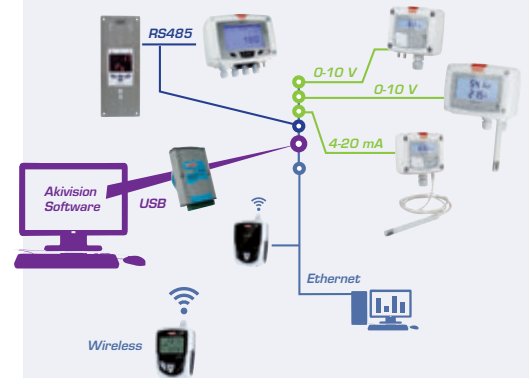 RS485
0-10 V
0-10 V
4-20 mA
Akivision
Software
USB
Ethernet
Wireless